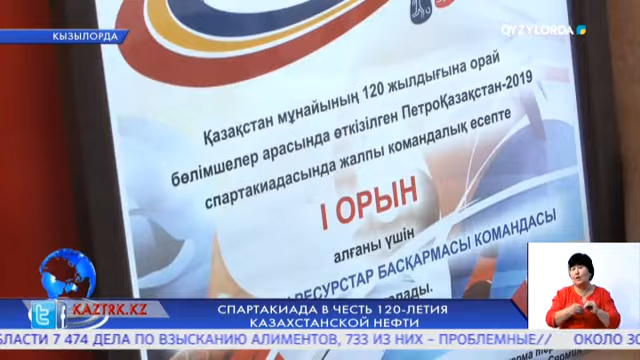 КЫЗЫЛОРДА
QYZYLORDA
Қазақстан мұнайының 120 жылдығына орай
бөлімшелер арасында өткізілген ПетроҚазақстан-2019
спартакиадасында жалпы командалық есепте
I ОРЫН
алғаны үшін
РЕСУРСТАР БАСҚАРМАСЫ КОМАНДАСЫ
KAZTRK.KZ
СПАРТАКИАДА В ЧЕСТЬ 120-ЛЕТИЯ
КАЗАХСТАНСКОЙ НЕФТИ
БЛАСТИ 7 474 ДЕЛА ПО ВЗЫСКАНИЮ АЛИМЕНТОВ, 733 ИЗ НИХ – ПРОБЛЕМНЫЕ// ОКОЛО 30